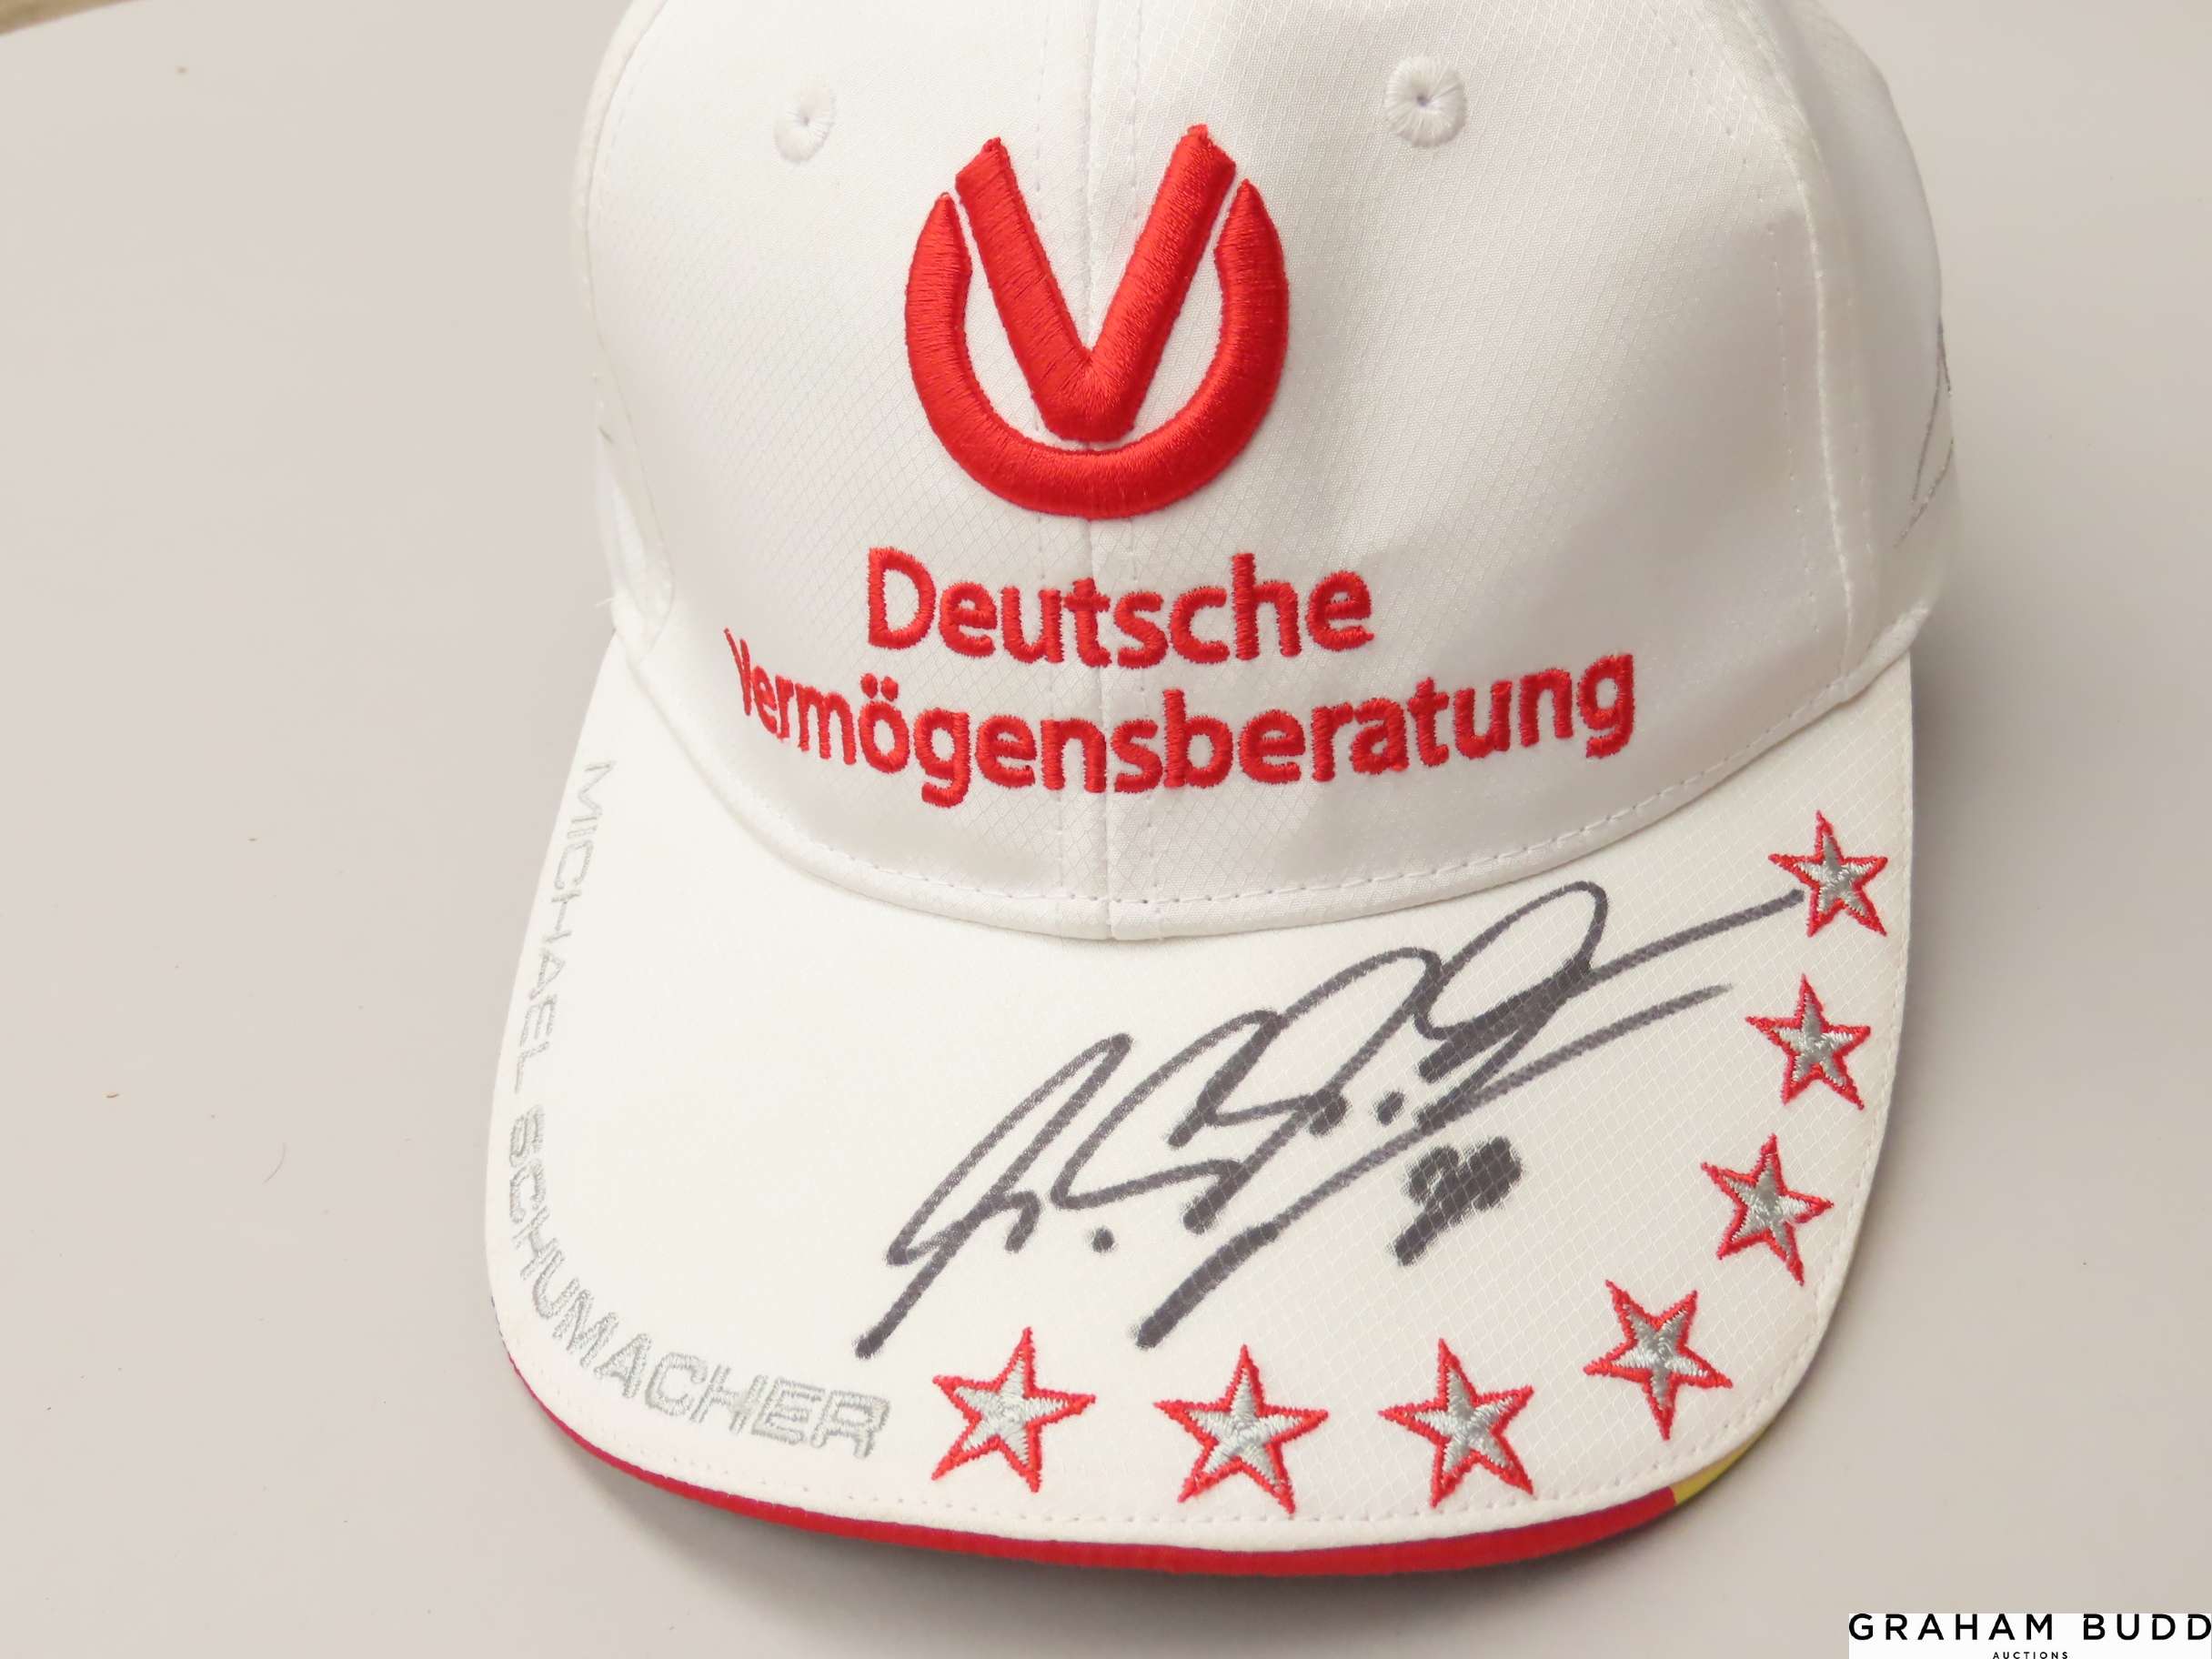 Deutsche
Vermögensberatung
MICHAEL SCHUMACHER
GRAHAM BUDD
AUCTIONS